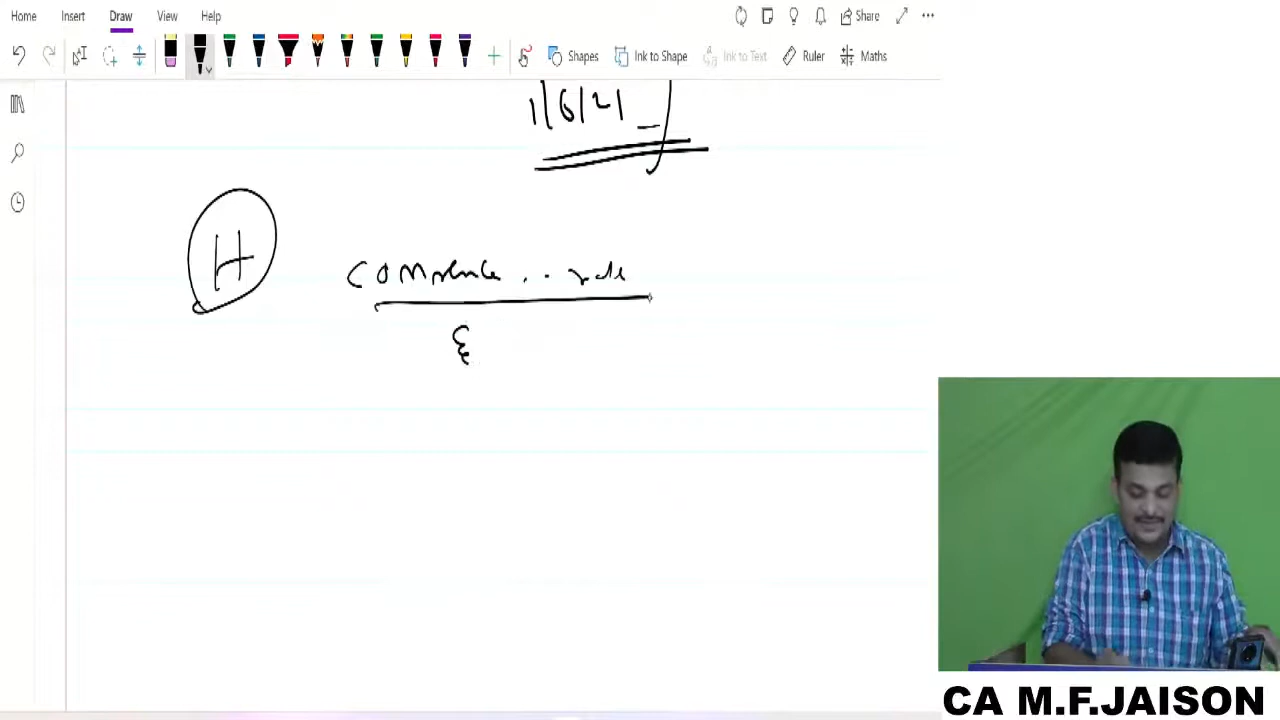 Home Insert Draw View Help Share
Shapes Ink to Shape Ink to Text Ruler Maths
1/6/21
H
&
CA M.F.JAISON